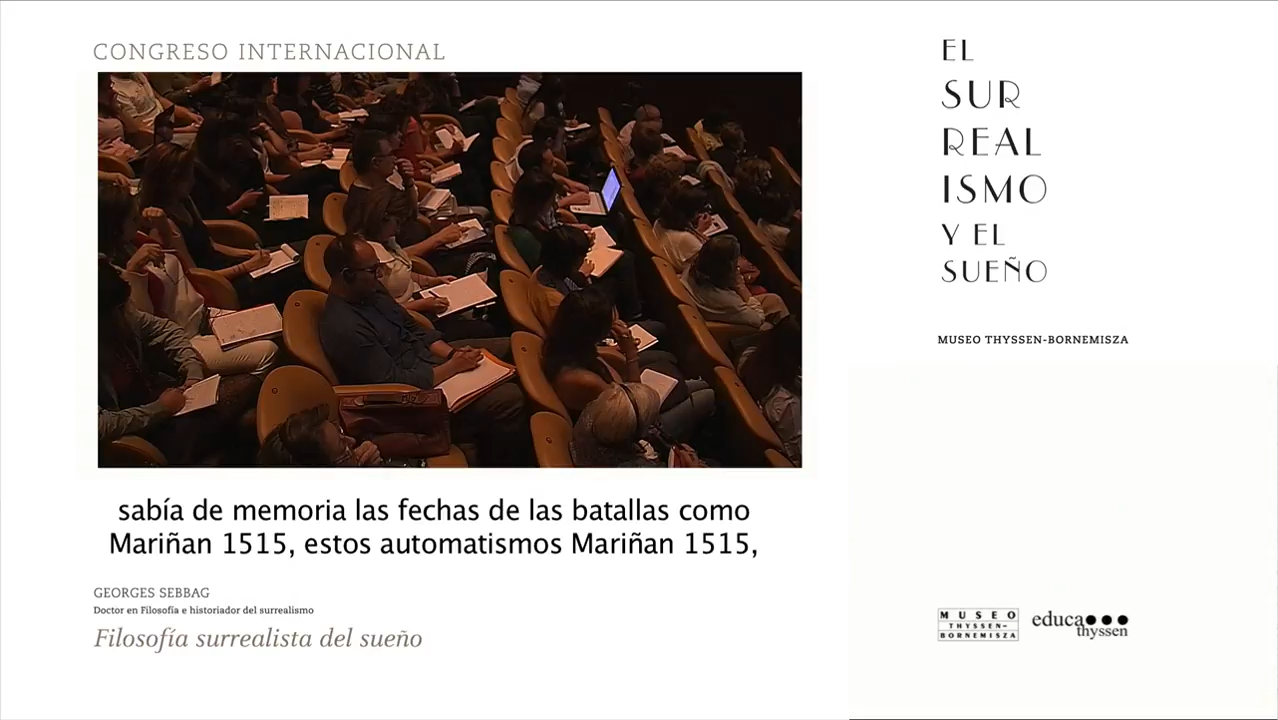 CONGRESO INTERNACIONAL
EL
SUR
REAL
ISMO
Y EL
SUEÑO
MUSEO THYSSEN-BORNEMISZA
sabía de memoria las fechas de las batallas como
Mariñan 1515, estos automatismos Mariñan 1515,
GEORGES SEBBAG
Doctor en Filosofía e historiador del surrealismo
Filosofía surrealista del sueño
MUSEO
THYSSEN-
BORNEMISZA
educa
thyssen